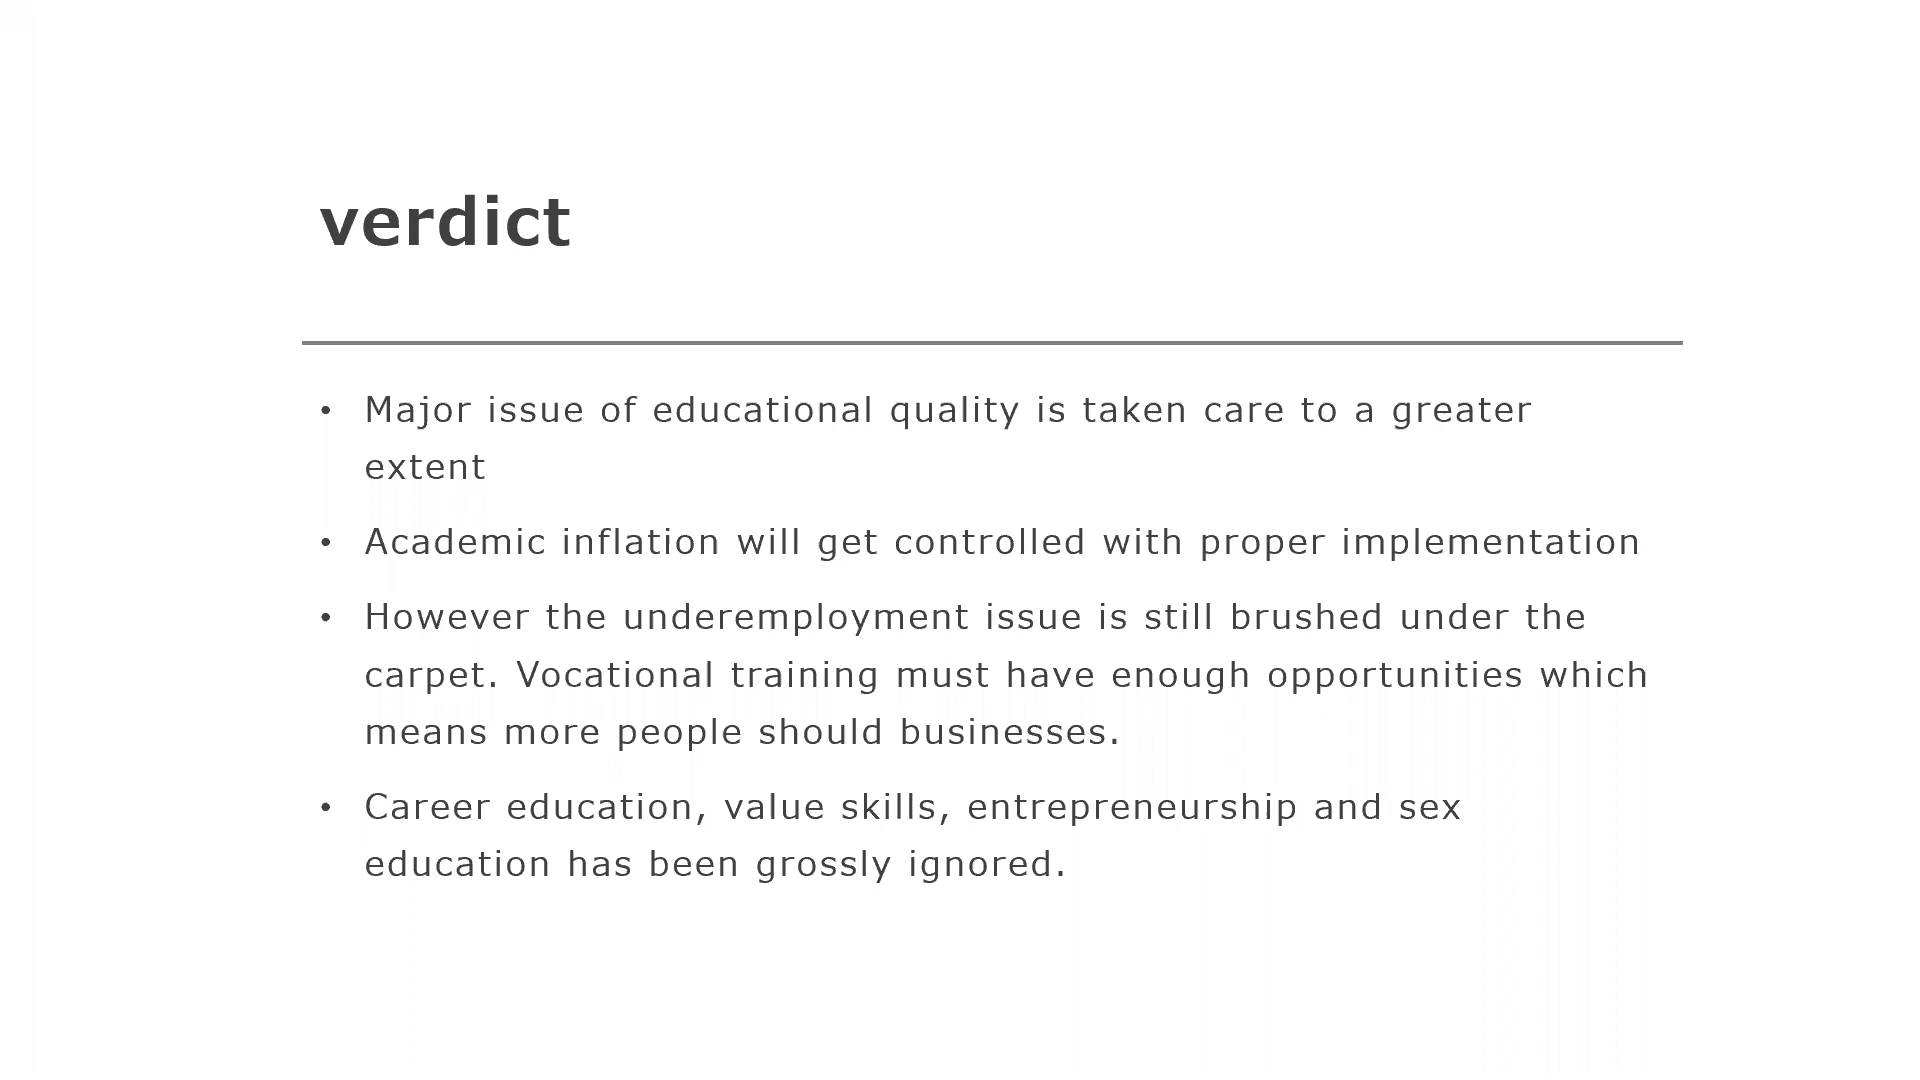 verdict
• Major issue of educational quality is taken care to a greater
extent
• Academic inflation will get controlled with proper implementation
• However the underemployment issue is still brushed under the
carpet. Vocational training must have enough opportunities which
means more people should businesses.
• Career education, value skills, entrepreneurship and sex
education has been grossly ignored.